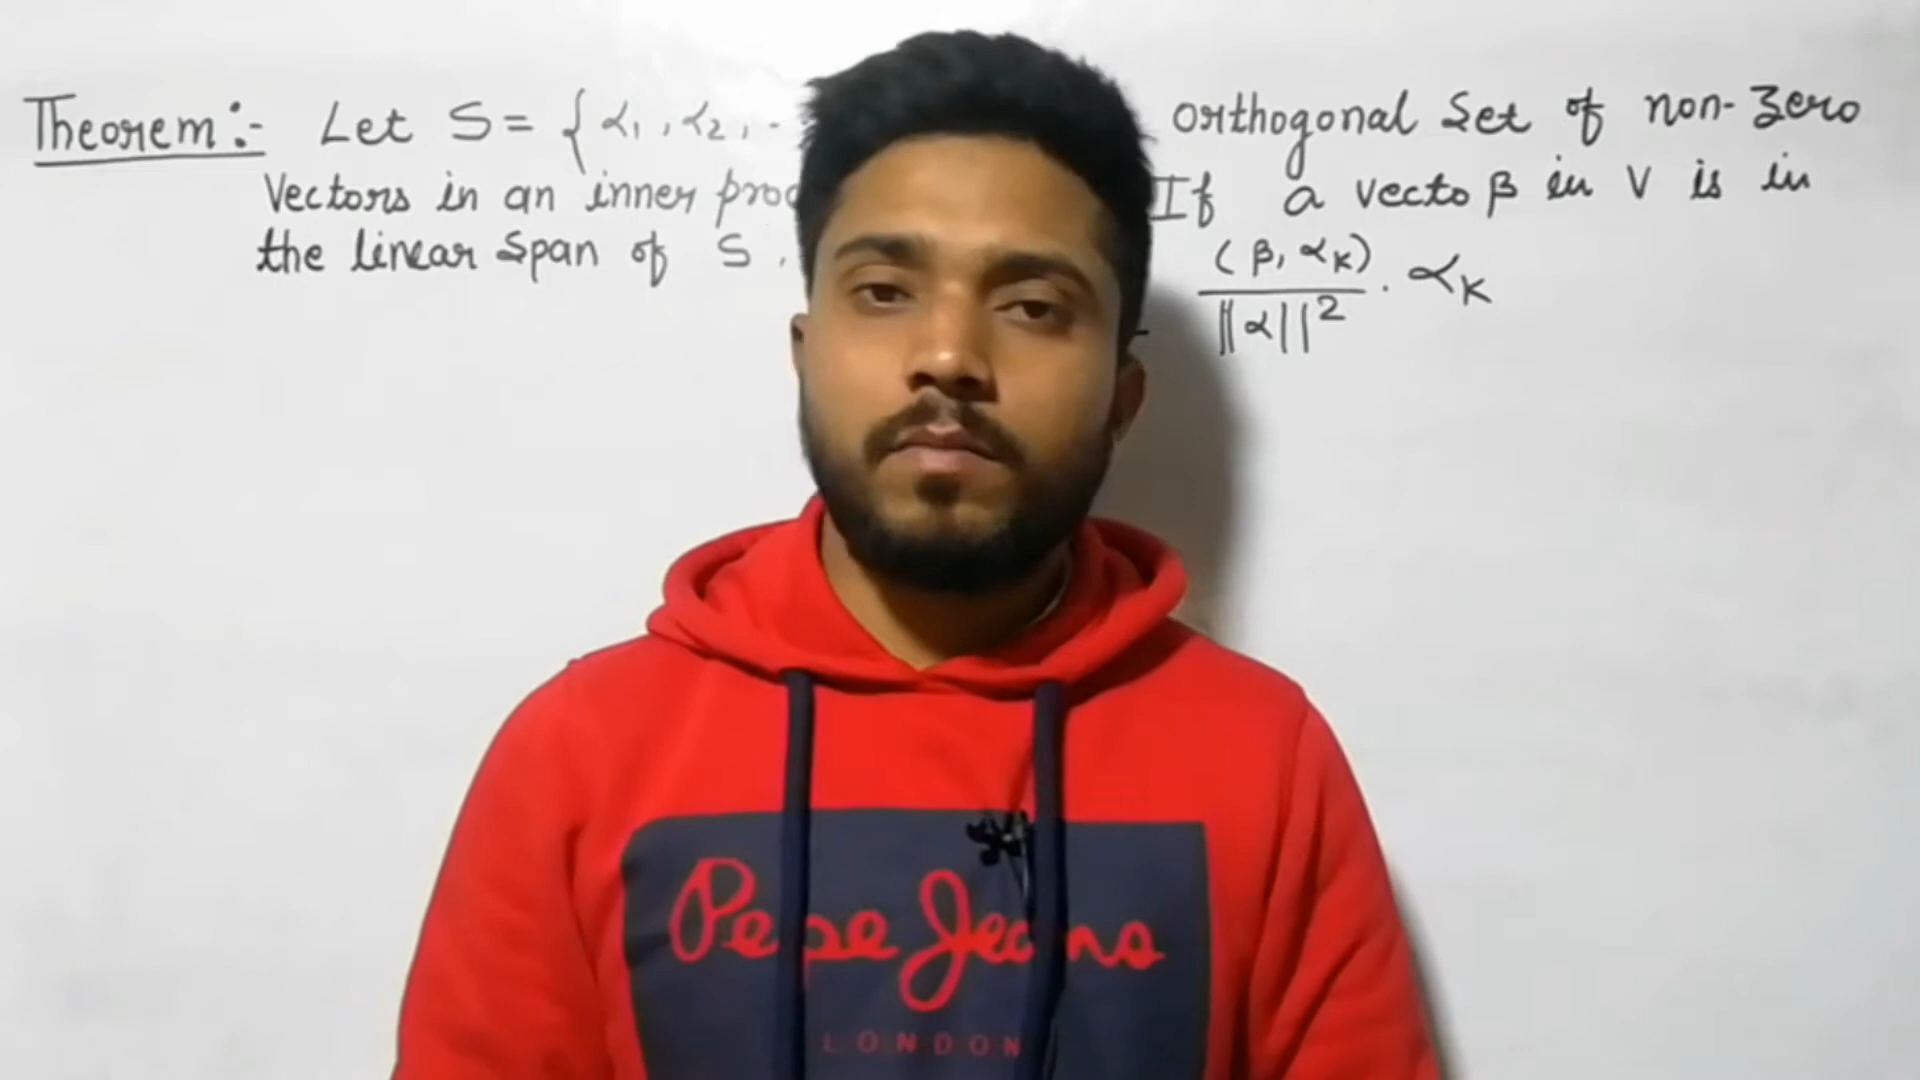 Theorem:- Let S = { α₁, α₂, - orthogonal Set of non-zero
Vectors in an inner If a vecto β in V is in
the linear span of S. (β, αₖ) / ||α||² . αₖ
Pepe Jeans
LONDON